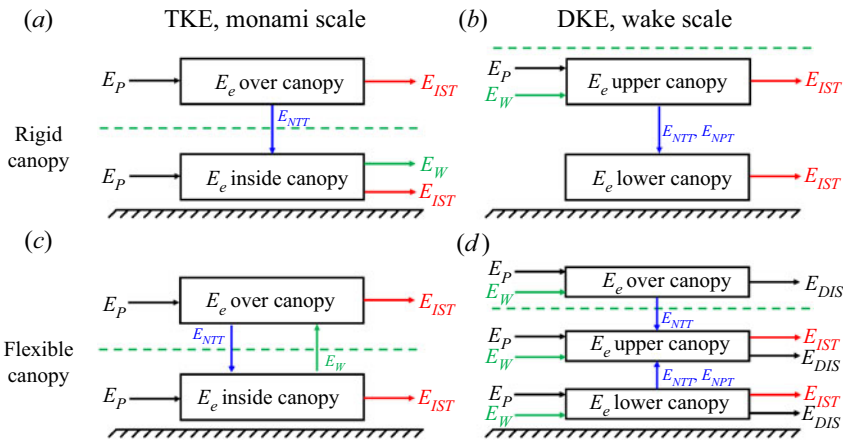 (a) TKE, monami scale
E_P E_e over canopy E_IST
E_NTT
Rigid canopy
E_P E_e inside canopy E_W
E_IST
(b) DKE, wake scale
E_P E_e upper canopy E_IST
E_W
E_NTT, E_NPT
E_e lower canopy E_IST
(c)
E_P E_e over canopy E_IST
E_NTT E_W
Flexible canopy
E_P E_e inside canopy E_IST
(d)
E_P E_e over canopy E_DIS
E_W
E_NTT
E_P E_e upper canopy E_IST
E_W E_DIS
E_NTT, E_NPT
E_P E_e lower canopy E_IST
E_W E_DIS